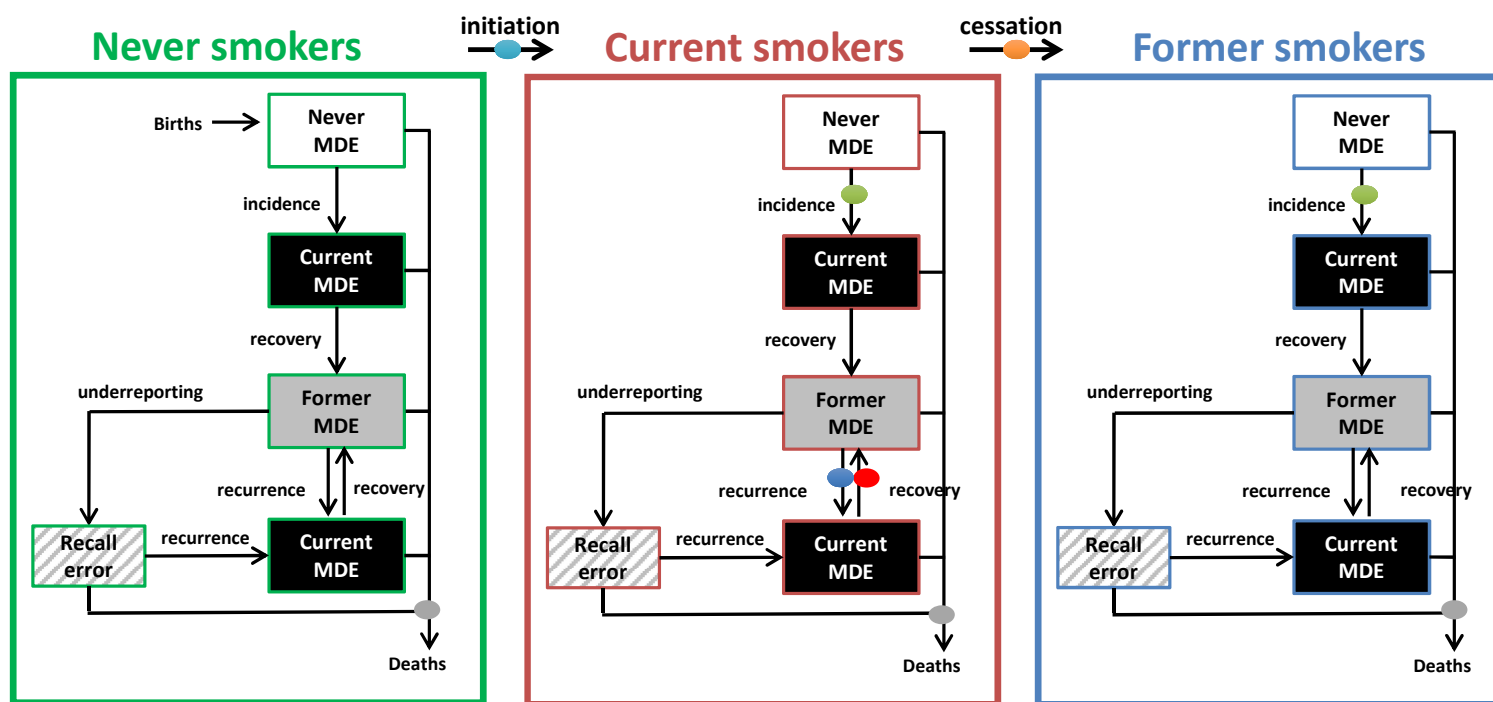 initiation
cessation
Never smokers
Current smokers
Former smokers
Births
Never
MDE
incidence
Current
MDE
recovery
underreporting
Former
MDE
recurrence
recovery
Recall
error
recurrence
Current
MDE
Deaths
Never
MDE
incidence
Current
MDE
recovery
underreporting
Former
MDE
recurrence
recovery
Recall
error
recurrence
Current
MDE
Deaths
Never
MDE
incidence
Current
MDE
recovery
underreporting
Former
MDE
recurrence
recovery
Recall
error
recurrence
Current
MDE
Deaths